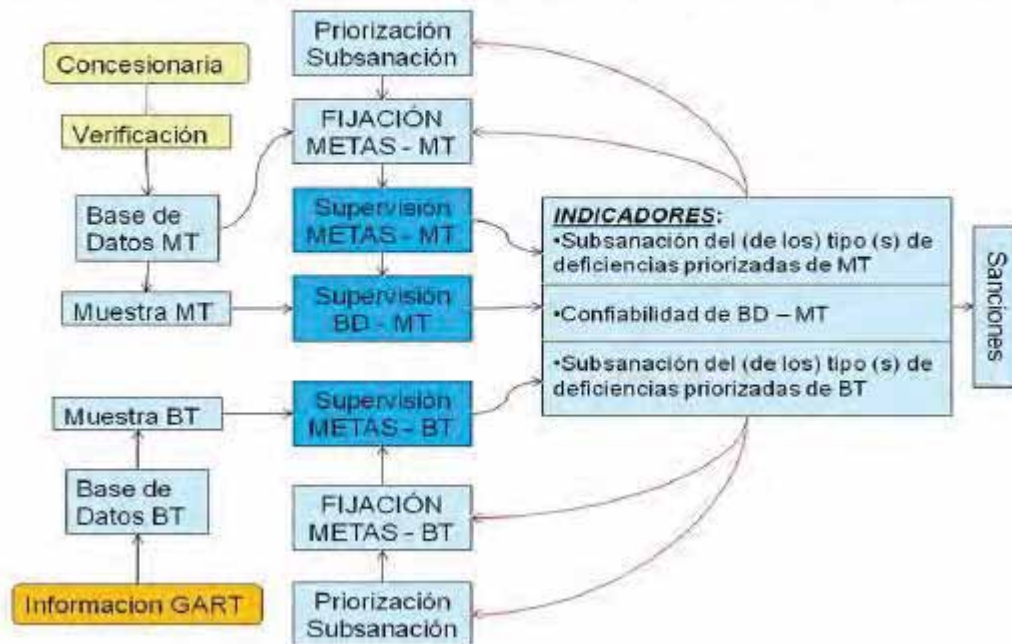 Concesionaria
Verificación
Base de
Datos MT
Muestra MT
Priorización
Subsanación
FIJACIÓN
METAS - MT
Supervisión
METAS - MT
Supervisión
BD - MT
Muestra BT
Base de
Datos BT
Informacion GART
Supervisión
METAS - BT
FIJACIÓN
METAS - BT
Priorización
Subsanación
INDICADORES:
•Subsanación del (de los) tipo (s) de
deficiencias priorizadas de MT
•Confiabilidad de BD – MT
•Subsanación del (de los) tipo (s) de
deficiencias priorizadas de BT
Sanciones